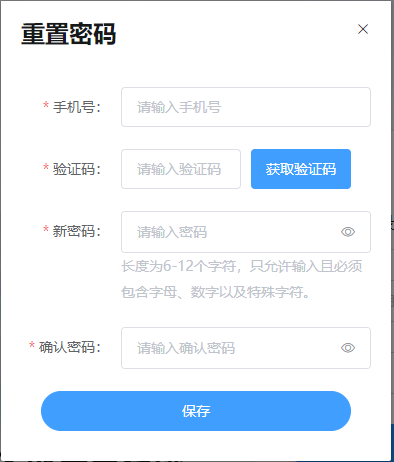 重置密码
* 手机号： 请输入手机号
* 验证码： 请输入验证码 获取验证码
* 新密码： 请输入密码
长度为6-12个字符，只允许输入且必须
包含字母、数字以及特殊字符。
* 确认密码： 请输入确认密码
保存